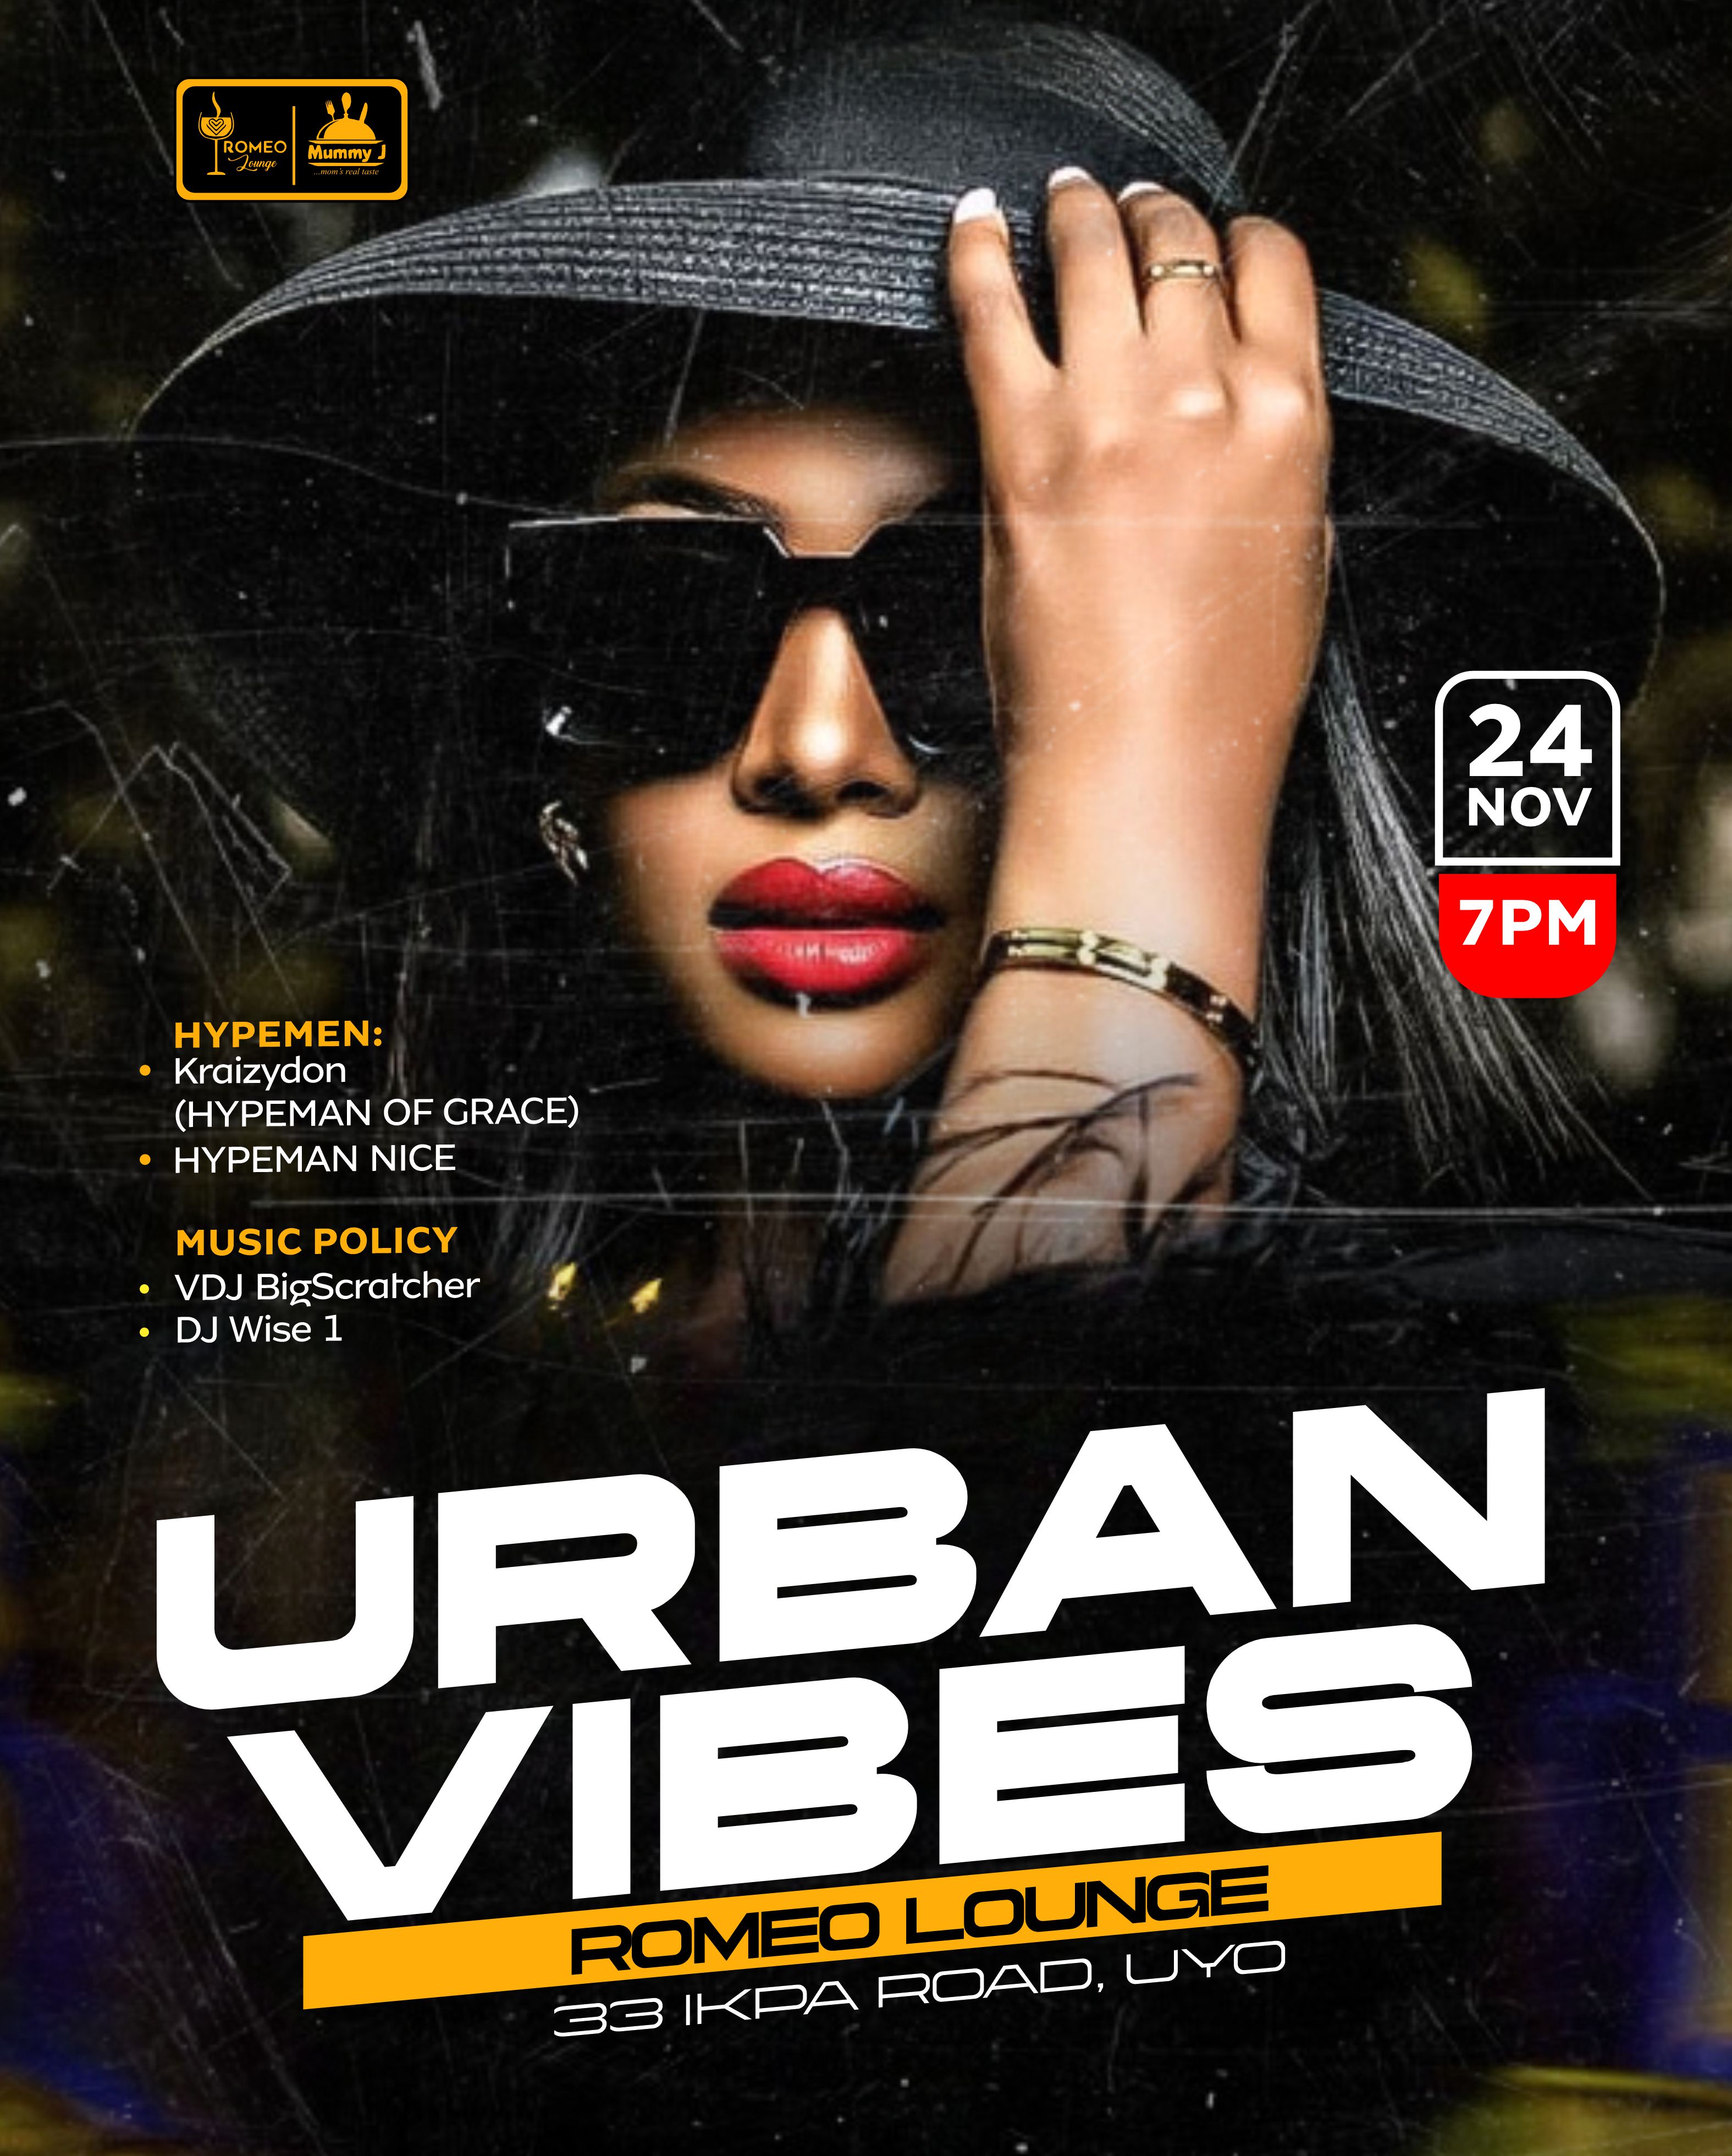 ROMEO
Lounge
Mummy J
...mom's real taste
24
NOV
7PM
HYPEMEN:
• Kraizydon
(HYPEMAN OF GRACE)
• HYPEMAN NICE
MUSIC POLICY
• VDJ BigScratcher
• DJ Wise 1
URBAN
VIBES
ROMEO LOUNGE
33 IKPA ROAD, UYO